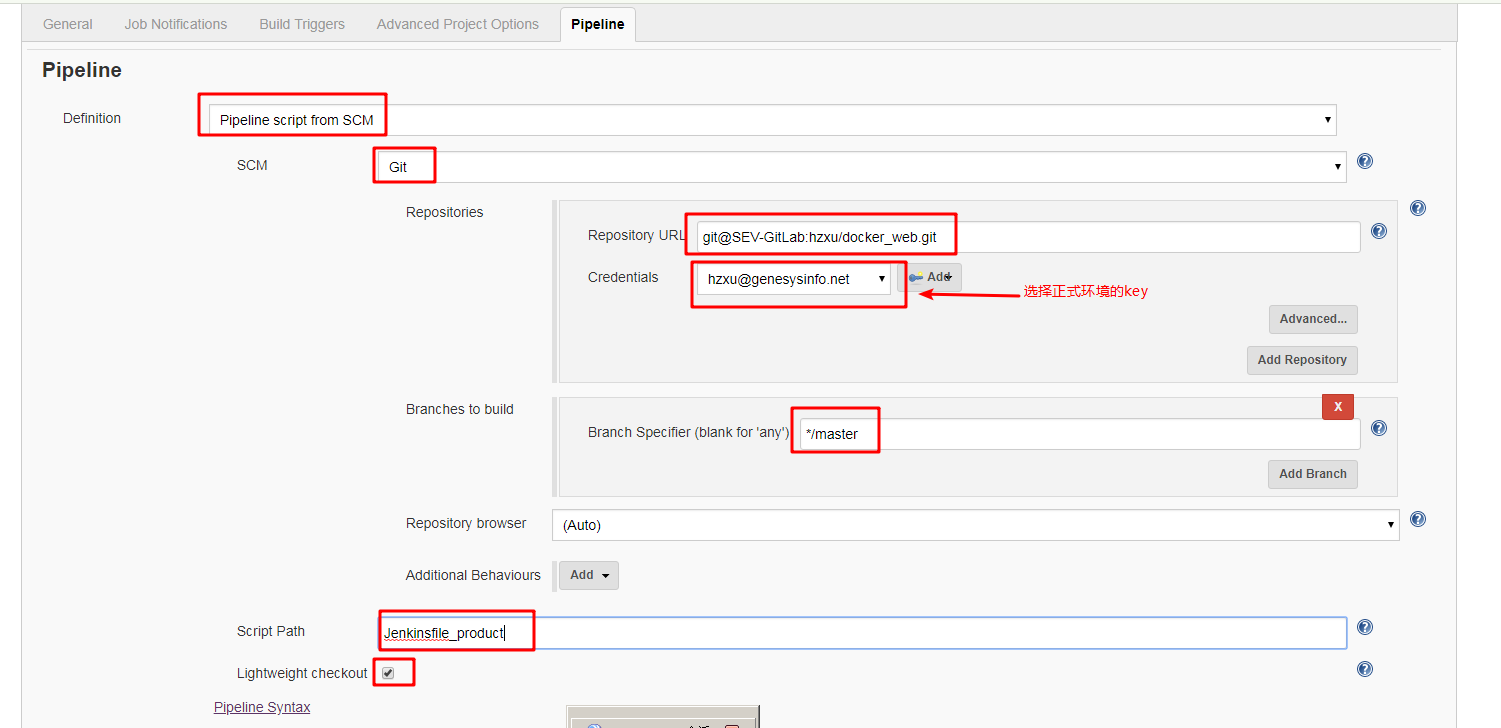 General Job Notifications Build Triggers Advanced Project Options Pipeline
Pipeline
Definition Pipeline script from SCM
SCM Git
Repositories
Repository URL git@SEV-GitLab:hzxu/docker_web.git
Credentials hzxu@genesysinfo.net Add
选择正式环境的key
Advanced...
Add Repository
Branches to build
X
Branch Specifier (blank for 'any') */master
Add Branch
Repository browser (Auto)
Additional Behaviours Add
Script Path Jenkinsfile_product
Lightweight checkout
Pipeline Syntax